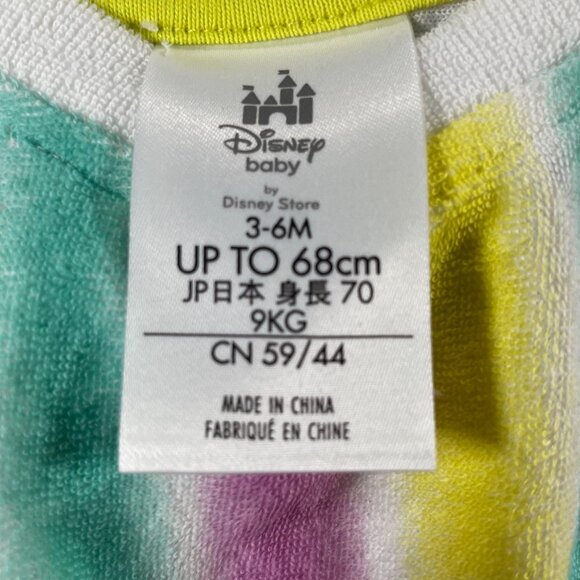 Disney
baby
by
Disney Store
3-6M
UP TO 68cm
JP日本 身長 70
9KG
CN 59/44
MADE IN CHINA
FABRIQUÉ EN CHINE